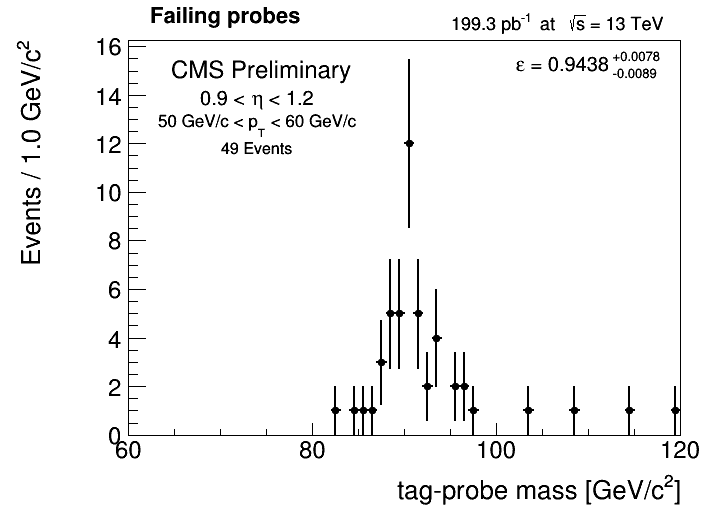 Failing probes
199.3 pb⁻¹ at √s = 13 TeV
CMS Preliminary
0.9 < η < 1.2
50 GeV/c < p_T < 60 GeV/c
49 Events
ε = 0.9438 +0.0078 -0.0089
Events / 1.0 GeV/c²
16
14
12
10
8
6
4
2
0
60 80 100 120
tag-probe mass [GeV/c²]